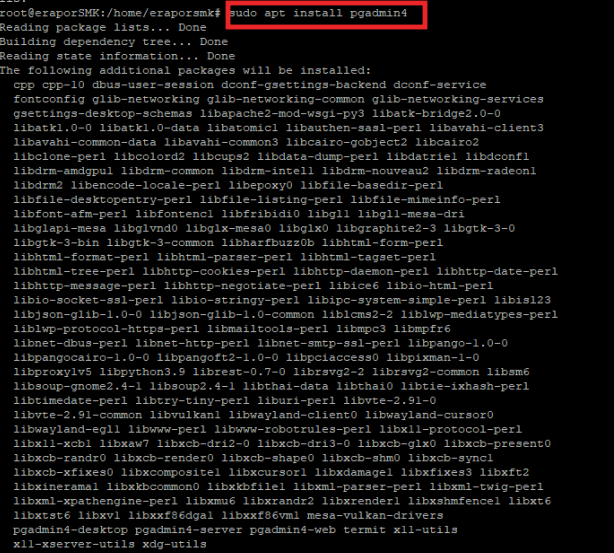 root@eraporSMK:/home/eraporsmk# sudo apt install pgadmin4
Reading package lists... Done
Building dependency tree... Done
Reading state information... Done
The following additional packages will be installed:
cpp cpp-10 dbus-user-session dconf-gsettings-backend dconf-service
fontconfig glib-networking glib-networking-common glib-networking-services
gsettings-desktop-schemas libapache2-mod-wsgi-py3 libatk-bridge2.0-0
libatk1.0-0 libatk1.0-data libatomic1 libauthen-sasl-perl libavahi-client3
libavahi-common-data libavahi-common3 libcairo-gobject2 libcairo2
libclone-perl libcolord2 libcups2 libdata-dump-perl libdatrie1 libdconf1
libdrm-amdgpu1 libdrm-common libdrm-intel1 libdrm-nouveau2 libdrm-radeon1
libdrm2 libencode-locale-perl libepoxy0 libfile-basedir-perl
libfile-desktopentry-perl libfile-listing-perl libfile-mimeinfo-perl
libfont-afm-perl libfontenc1 libfribidi0 libgl1 libgl1-mesa-dri
libglapi-mesa libglvnd0 libglx-mesa0 libglx0 libgraphite2-3 libgtk-3-0
libgtk-3-bin libgtk-3-common libharfbuzz0b libhtml-form-perl
libhtml-format-perl libhtml-parser-perl libhtml-tagset-perl
libhtml-tree-perl libhttp-cookies-perl libhttp-daemon-perl libhttp-date-perl
libhttp-message-perl libhttp-negotiate-perl libice6 libio-html-perl
libio-socket-ssl-perl libio-stringy-perl libipc-system-simple-perl libisl23
libjson-glib-1.0-0 libjson-glib-1.0-common liblcms2-2 liblwp-mediatypes-perl
liblwp-protocol-https-perl libmailtools-perl libmpc3 libmpfr6
libnet-dbus-perl libnet-http-perl libnet-smtp-ssl-perl libpango-1.0-0
libpangocairo-1.0-0 libpangoft2-1.0-0 libpciaccess0 libpixman-1-0
libproxy1v5 libpython3.9 librest-0.7-0 librsvg2-2 librsvg2-common libsm6
libsoup-gnome2.4-1 libsoup2.4-1 libthai-data libthai0 libtie-ixhash-perl
libtimedate-perl libtry-tiny-perl liburi-perl libvte-2.91-0
libvte-2.91-common libvulkan1 libwayland-client0 libwayland-cursor0
libwayland-egl1 libwww-perl libwww-robotrules-perl libx11-protocol-perl
libx11-xcb1 libxaw7 libxcb-dri2-0 libxcb-dri3-0 libxcb-glx0 libxcb-present0
libxcb-randr0 libxcb-render0 libxcb-shape0 libxcb-shm0 libxcb-sync1
libxcb-xfixes0 libxcomposite1 libxcursor1 libxdamage1 libxfixes3 libxft2
libxinerama1 libxkbcommon0 libxkbfile1 libxml-parser-perl libxml-twig-perl
libxml-xpathengine-perl libxmu6 libxrandr2 libxrender1 libxshmfence1 libxt6
libxtst6 libxv1 libxxf86dga1 libxxf86vm1 mesa-vulkan-drivers
pgadmin4-desktop pgadmin4-server pgadmin4-web termit x11-utils
x11-xserver-utils xdg-utils